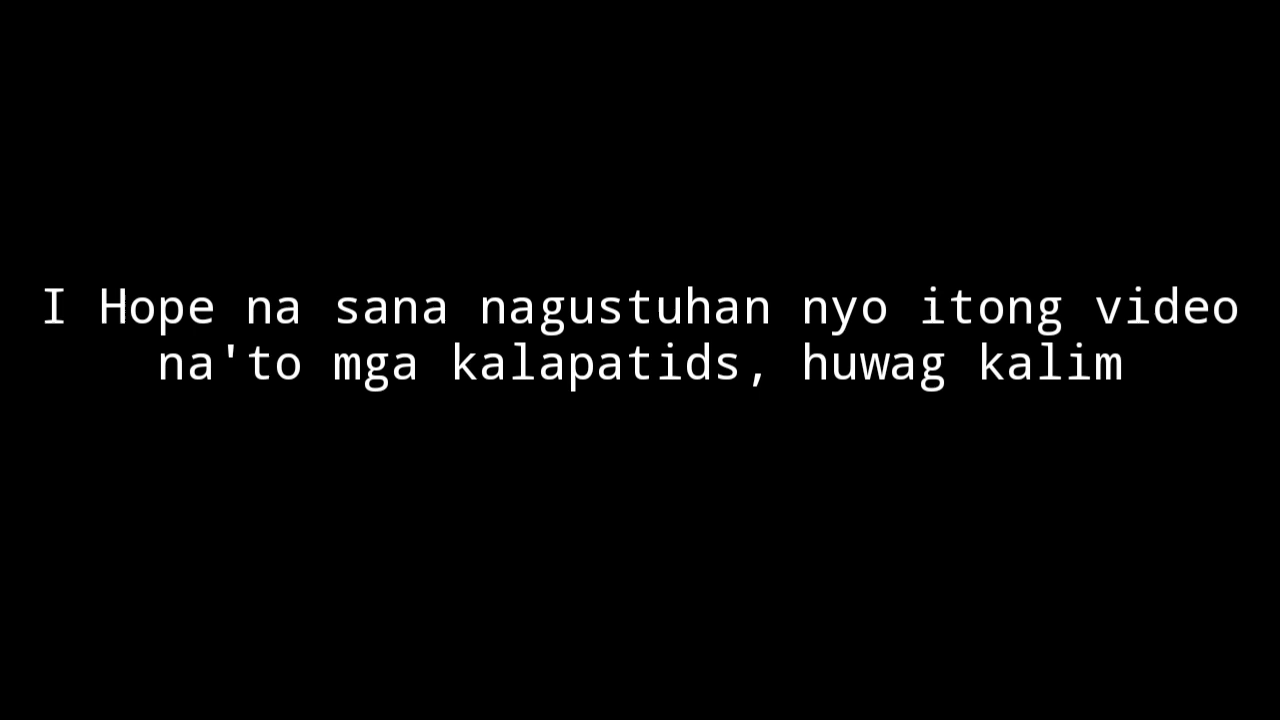 I Hope na sana nagustuhan nyo itong video
na'to mga kalapatids, huwag kalim